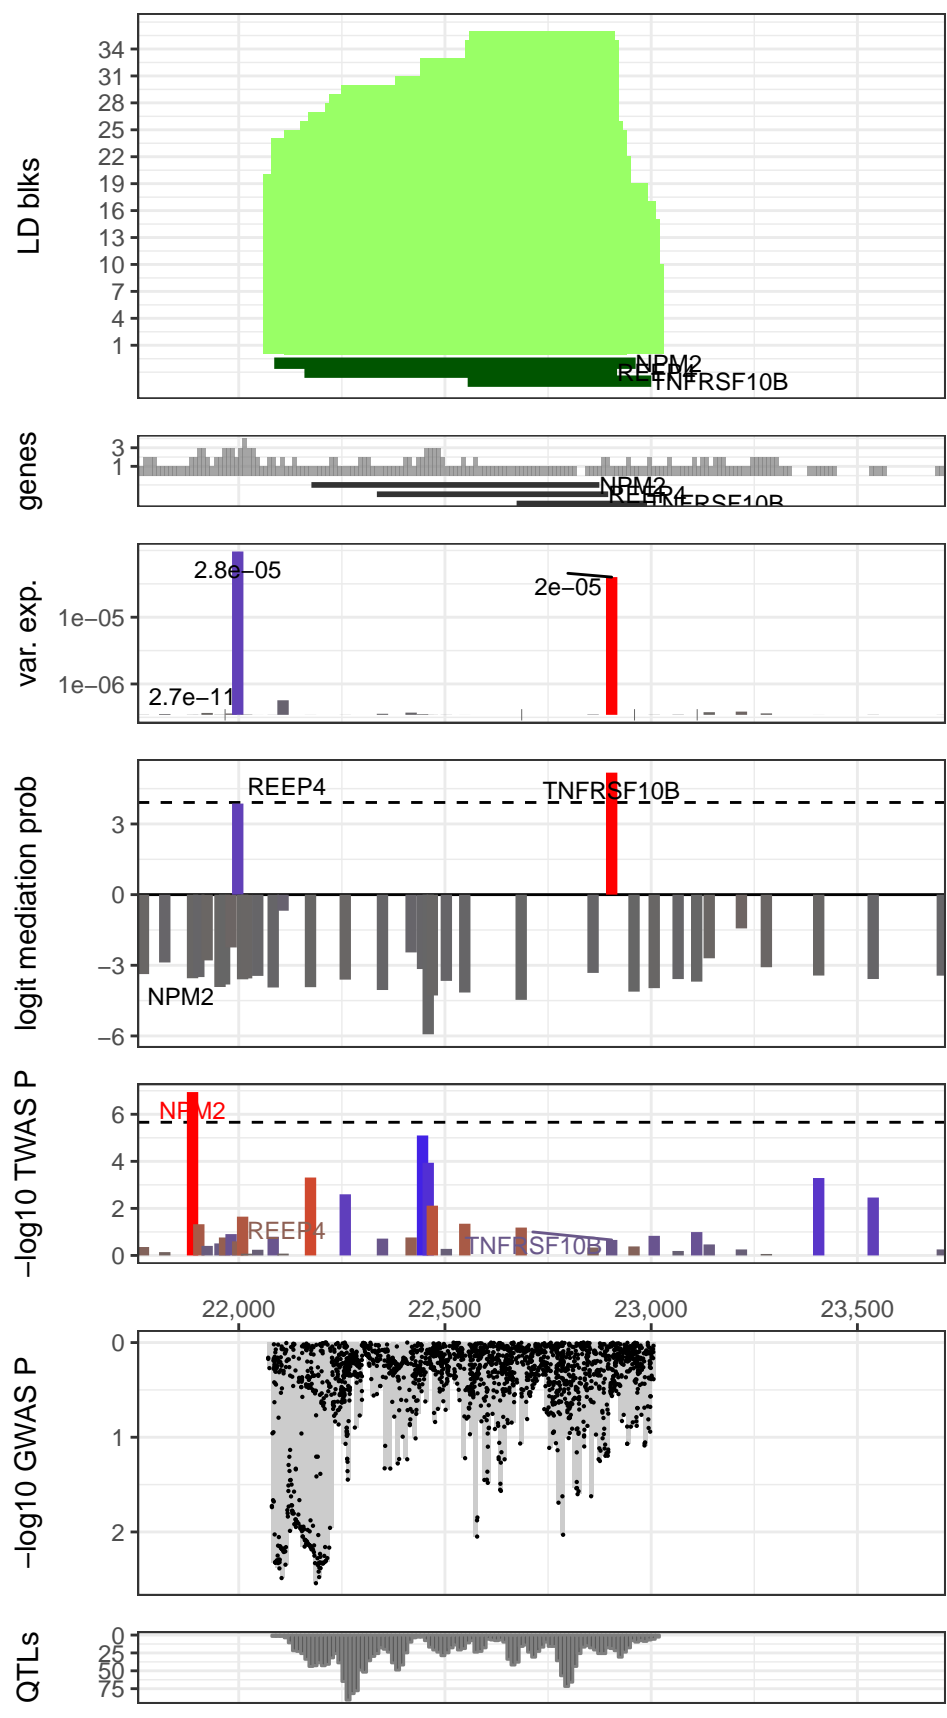 LD blks
34
31
28
25
22
19
16
13
10
7
4
1
NPM2
REEP4
TNFRSF10B
genes
3
1
NPM2
REEP4
TNFRSF10B
var. exp.
1e−05
1e−06
2.8e−05
2e−05
2.7e−11
logit mediation prob
3
0
−3
−6
REEP4
TNFRSF10B
NPM2
−log10 TWAS P
6
4
2
0
NPM2
REEP4
TNFRSF10B
22,000 22,500 23,000 23,500
−log10 GWAS P
0
1
2
QTLs
0
25
50
75